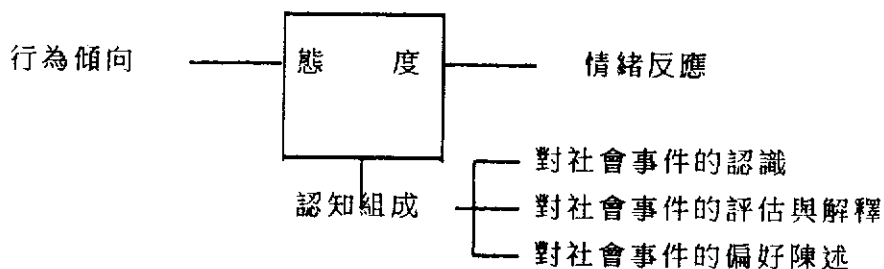 行為傾向 態度 情緒反應
對社會事件的認識
認知組成 對社會事件的評估與解釋
對社會事件的偏好陳述